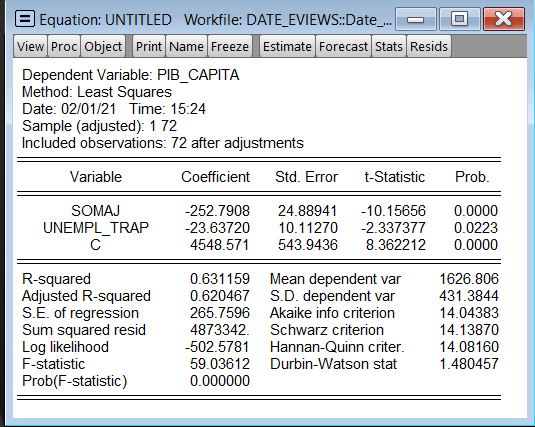 Equation: UNTITLED Workfile: DATE_EVIEWS::Date_...
View Proc Object Print Name Freeze Estimate Forecast Stats Resids
Dependent Variable: PIB_CAPITA
Method: Least Squares
Date: 02/01/21 Time: 15:24
Sample (adjusted): 1 72
Included observations: 72 after adjustments
Variable Coefficient Std. Error t-Statistic Prob.
SOMAJ -252.7908 24.88941 -10.15656 0.0000
UNEMPL_TRAP -23.63720 10.11270 -2.337377 0.0223
C 4548.571 543.9436 8.362212 0.0000
R-squared 0.631159 Mean dependent var 1626.806
Adjusted R-squared 0.620467 S.D. dependent var 431.3844
S.E. of regression 265.7596 Akaike info criterion 14.04383
Sum squared resid 4873342. Schwarz criterion 14.13870
Log likelihood -502.5781 Hannan-Quinn criter. 14.08160
F-statistic 59.03612 Durbin-Watson stat 1.480457
Prob(F-statistic) 0.000000